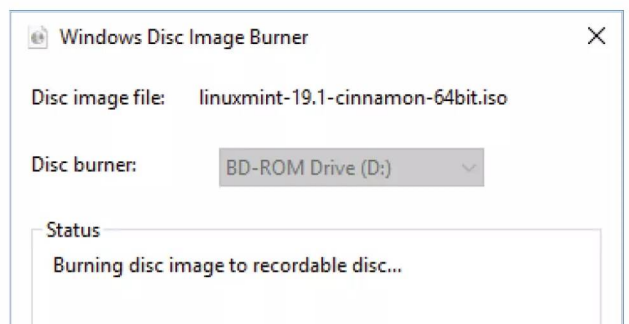 Windows Disc Image Burner
Disc image file: linuxmint-19.1-cinnamon-64bit.iso
Disc burner: BD-ROM Drive (D:)
Status
Burning disc image to recordable disc...